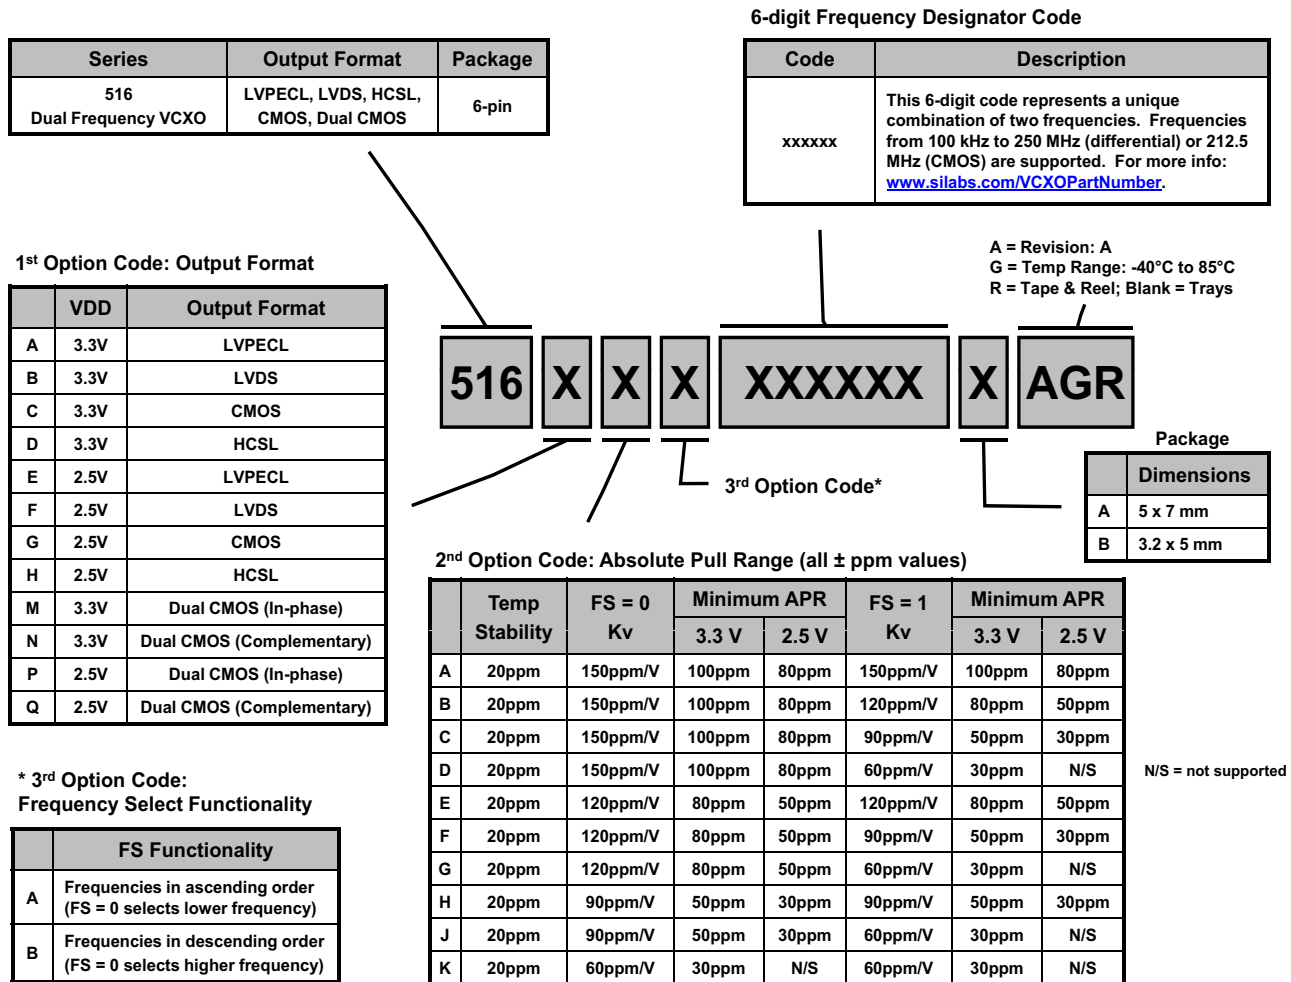 6-digit Frequency Designator Code
Series Output Format Package
516 Dual Frequency VCXO LVPECL, LVDS, HCSL, CMOS, Dual CMOS 6-pin
Code Description
xxxxxx
This 6-digit code represents a unique
combination of two frequencies. Frequencies
from 100 kHz to 250 MHz (differential) or 212.5
MHz (CMOS) are supported. For more info:
www.silabs.com/VCXOPartNumber.
A = Revision: A
G = Temp Range: -40°C to 85°C
R = Tape & Reel; Blank = Trays
1st Option Code: Output Format
VDD Output Format
A 3.3V LVPECL
B 3.3V LVDS
C 3.3V CMOS
D 3.3V HCSL
E 2.5V LVPECL
F 2.5V LVDS
G 2.5V CMOS
H 2.5V HCSL
M 3.3V Dual CMOS (In-phase)
N 3.3V Dual CMOS (Complementary)
P 2.5V Dual CMOS (In-phase)
Q 2.5V Dual CMOS (Complementary)
516 X X X XXXXXX X AGR
3rd Option Code*
Package
Dimensions
A 5 x 7 mm
B 3.2 x 5 mm
2nd Option Code: Absolute Pull Range (all ± ppm values)
Temp Stability FS = 0 Kv Minimum APR FS = 1 Kv Minimum APR
3.3 V 2.5 V 3.3 V 2.5 V
A 20ppm 150ppm/V 100ppm 80ppm 150ppm/V 100ppm 80ppm
B 20ppm 150ppm/V 100ppm 80ppm 120ppm/V 80ppm 50ppm
C 20ppm 150ppm/V 100ppm 80ppm 90ppm/V 50ppm 30ppm
D 20ppm 150ppm/V 100ppm 80ppm 60ppm/V 30ppm N/S
E 20ppm 120ppm/V 80ppm 50ppm 120ppm/V 80ppm 50ppm
F 20ppm 120ppm/V 80ppm 50ppm 90ppm/V 50ppm 30ppm
G 20ppm 120ppm/V 80ppm 50ppm 60ppm/V 30ppm N/S
H 20ppm 90ppm/V 50ppm 30ppm 90ppm/V 50ppm 30ppm
J 20ppm 90ppm/V 50ppm 30ppm 60ppm/V 30ppm N/S
K 20ppm 60ppm/V 30ppm N/S 60ppm/V 30ppm N/S
N/S = not supported
* 3rd Option Code:
Frequency Select Functionality
FS Functionality
A Frequencies in ascending order
(FS = 0 selects lower frequency)
B Frequencies in descending order
(FS = 0 selects higher frequency)